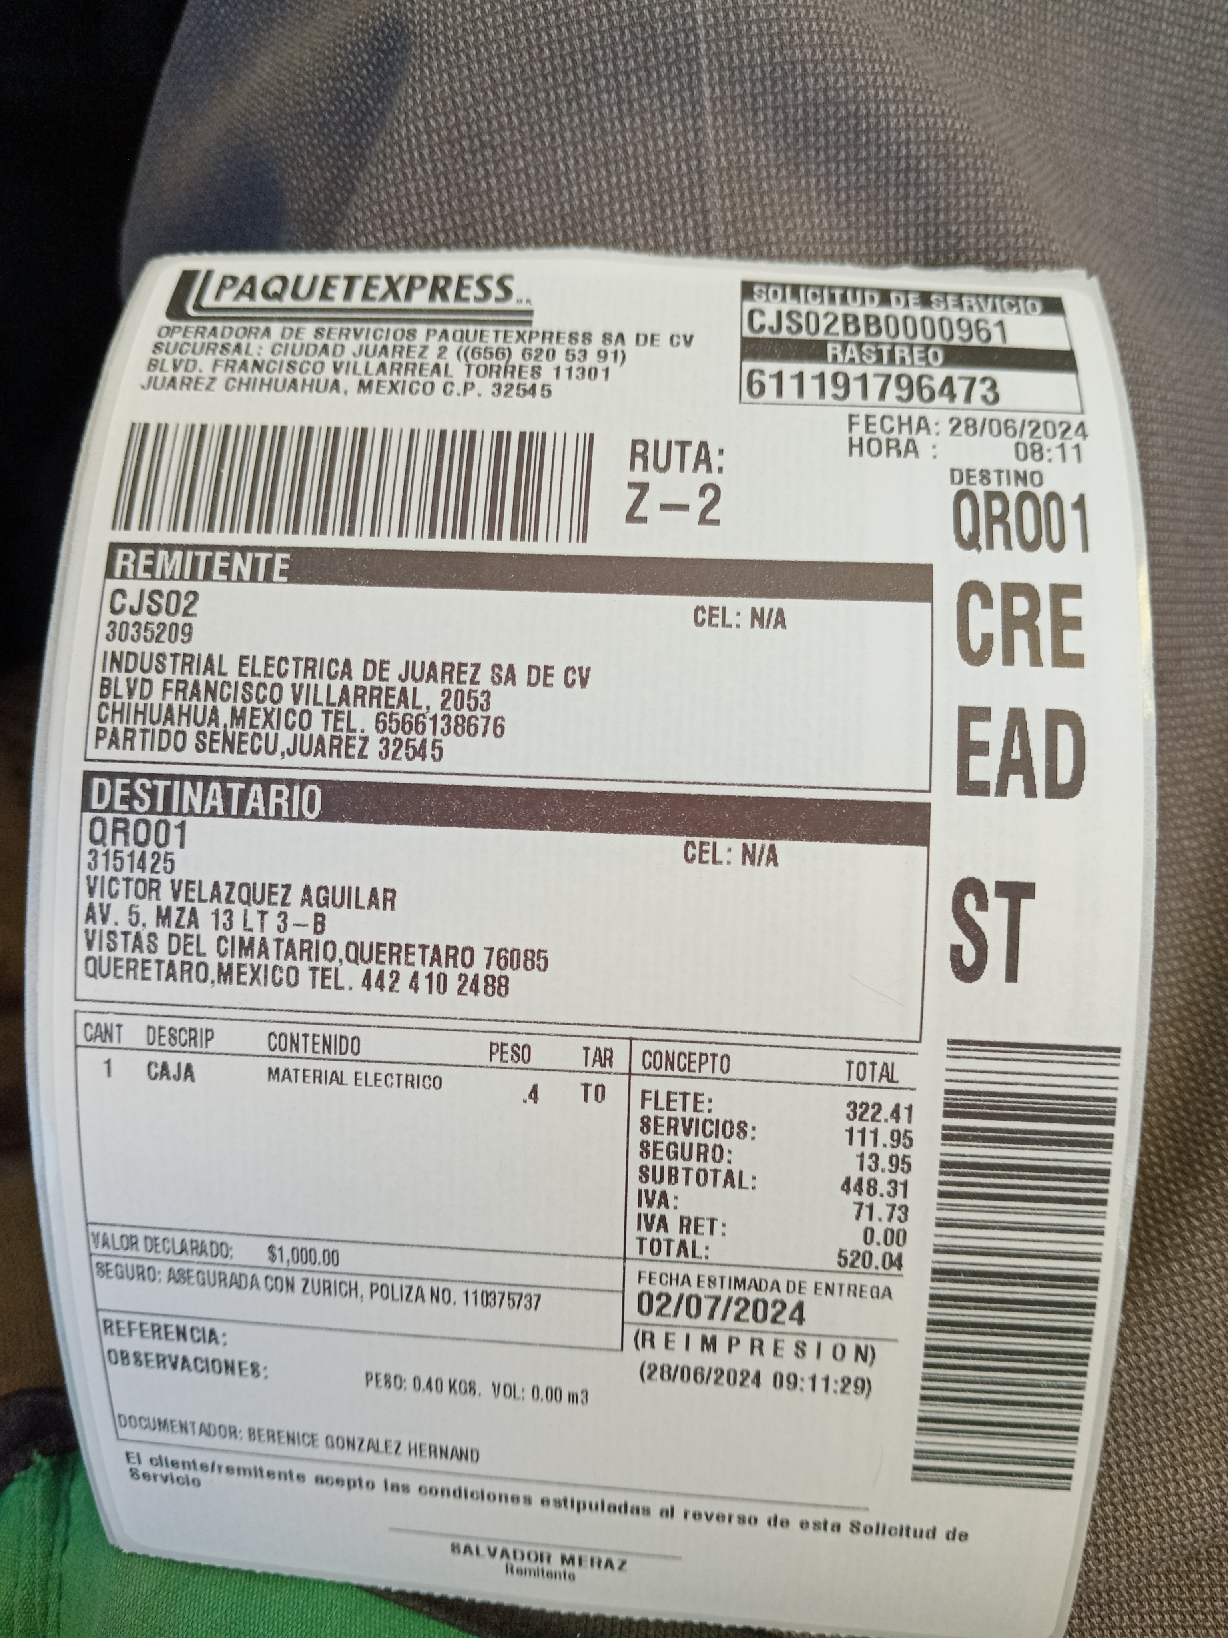 PAQUETEXPRESS
OPERADORA DE SERVICIOS PAQUETEXPRESS SA DE CV
SUCURSAL: CIUDAD JUAREZ 2 ((656) 620 53 91)
BLVD. FRANCISCO VILLARREAL TORRES 11301
JUAREZ CHIHUAHUA, MEXICO C.P. 32545
SOLICITUD DE SERVICIO
CJS02BB0000961
RASTREO
611191796473
FECHA: 28/06/2024
HORA : 08:11
RUTA:
Z-2
DESTINO
QRO01
CRE
EAD
ST
REMITENTE
CJS02 CEL: N/A
3035209
INDUSTRIAL ELECTRICA DE JUAREZ SA DE CV
BLVD FRANCISCO VILLARREAL, 2053
CHIHUAHUA,MEXICO TEL. 6566138676
PARTIDO SENECU,JUAREZ 32545
DESTINATARIO
QRO01 CEL: N/A
3151425
VICTOR VELAZQUEZ AGUILAR
AV. 5, MZA 13 LT 3-B
VISTAS DEL CIMATARIO,QUERETARO 76085
QUERETARO,MEXICO TEL. 442 410 2488
CANT DESCRIP CONTENIDO PESO TAR
1 CAJA MATERIAL ELECTRICO .4 T0
CONCEPTO TOTAL
FLETE: 322.41
SERVICIOS: 111.95
SEGURO: 13.95
SUBTOTAL: 448.31
IVA: 71.73
IVA RET: 0.00
TOTAL: 520.04
VALOR DECLARADO: $1,000.00
SEGURO: ASEGURADA CON ZURICH, POLIZA NO. 110375737
FECHA ESTIMADA DE ENTREGA
02/07/2024
(REIMPRESION)
(28/06/2024 09:11:29)
REFERENCIA:
OBSERVACIONES:
PESO: 0.40 KGS. VOL: 0.00 m3
DOCUMENTADOR: BERENICE GONZALEZ HERNAND
El cliente/remitente acepto las condiciones estipuladas al reverso de esta Solicitud de
Servicio
SALVADOR MERAZ
Remitente